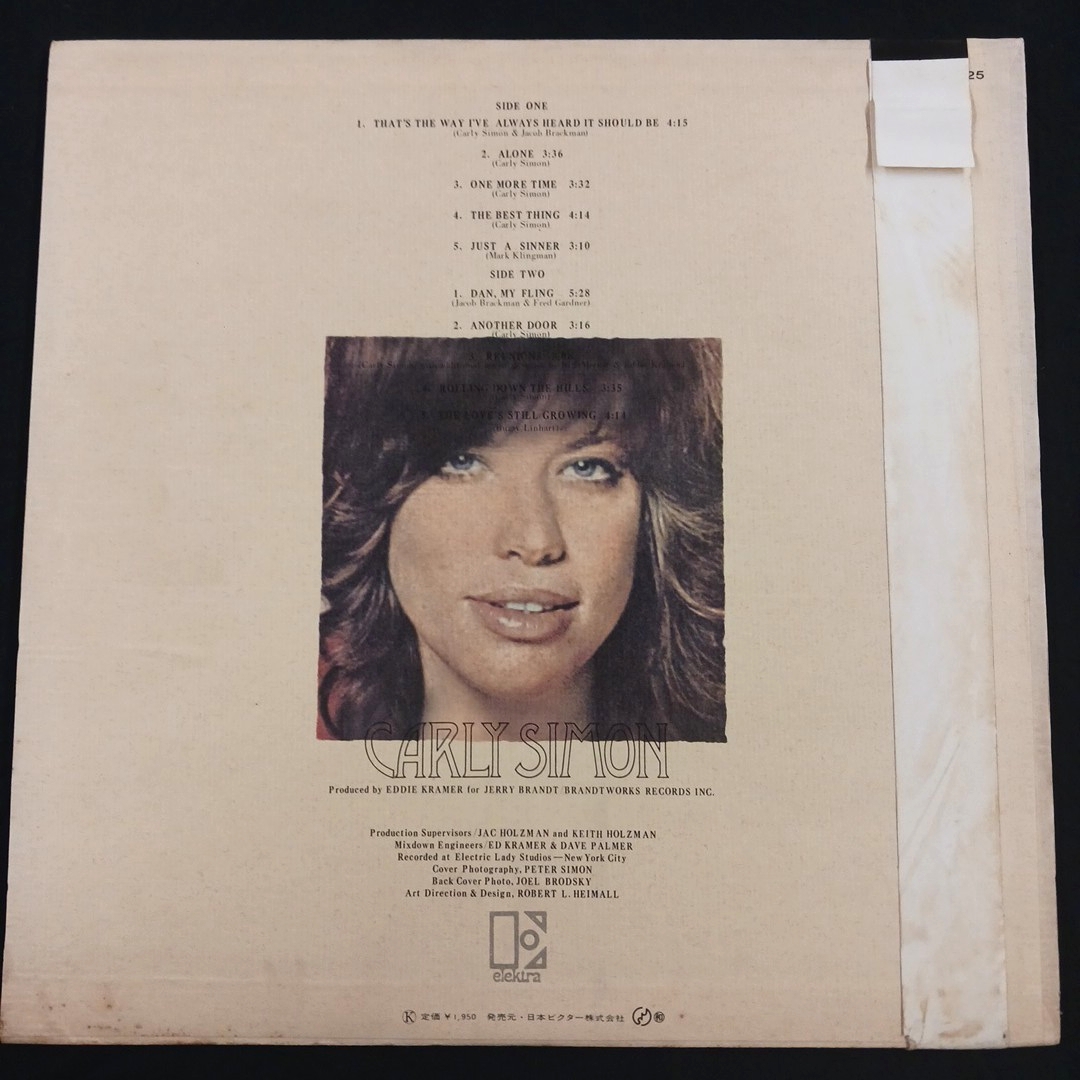 25
SIDE ONE
1. THAT'S THE WAY I'VE ALWAYS HEARD IT SHOULD BE 4:15
(Carly Simon & Jacob Brackman)
2. ALONE 3:36
(Carly Simon)
3. ONE MORE TIME 3:32
(Carly Simon)
4. THE BEST THING 4:14
(Carly Simon)
5. JUST A SINNER 3:10
(Mark Klingman)
SIDE TWO
1. DAN, MY FLING 5:28
(Jacob Brackman & Fred Gardner)
2. ANOTHER DOOR 3:16
(Carly Simon)
3. REUNIONS
4. ROLLING DOWN THE HILLS 3:35
5. THE LOVE'S STILL GROWING 4:14
CARLY SIMON
Produced by EDDIE KRAMER for JERRY BRANDT/BRANDTWORKS RECORDS INC.
Production Supervisors/JAC HOLZMAN and KEITH HOLZMAN
Mixdown Engineers/ED KRAMER & DAVE PALMER
Recorded at Electric Lady Studios—New York City
Cover Photography, PETER SIMON
Back Cover Photo, JOEL BRODSKY
Art Direction & Design, ROBERT L. HEIMALL
elektra
Ⓚ 定価 ¥1,950 発売元・日本ビクター株式会社